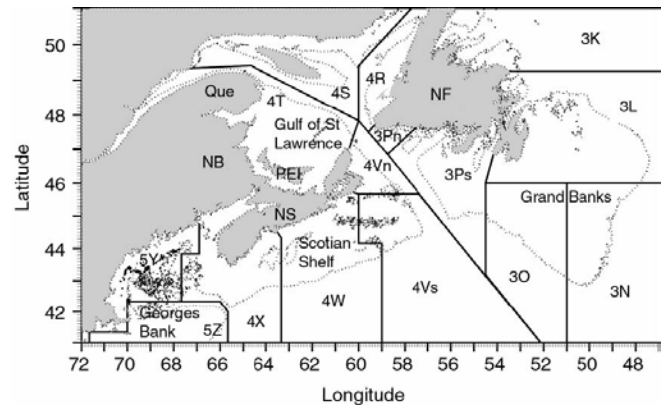 50
48
46
44
42
Latitude
3K
4R
4S
Que
4T
NF
3L
Gulf of St
Lawrence
3Pn
NB
PEI
4Vn
3Ps
Grand Banks
NS
Scotian
Shelf
5Y
4Vs
3O
3N
4W
Georges
Bank
5Z
4X
72 70 68 66 64 62 60 58 56 54 52 50 48
Longitude